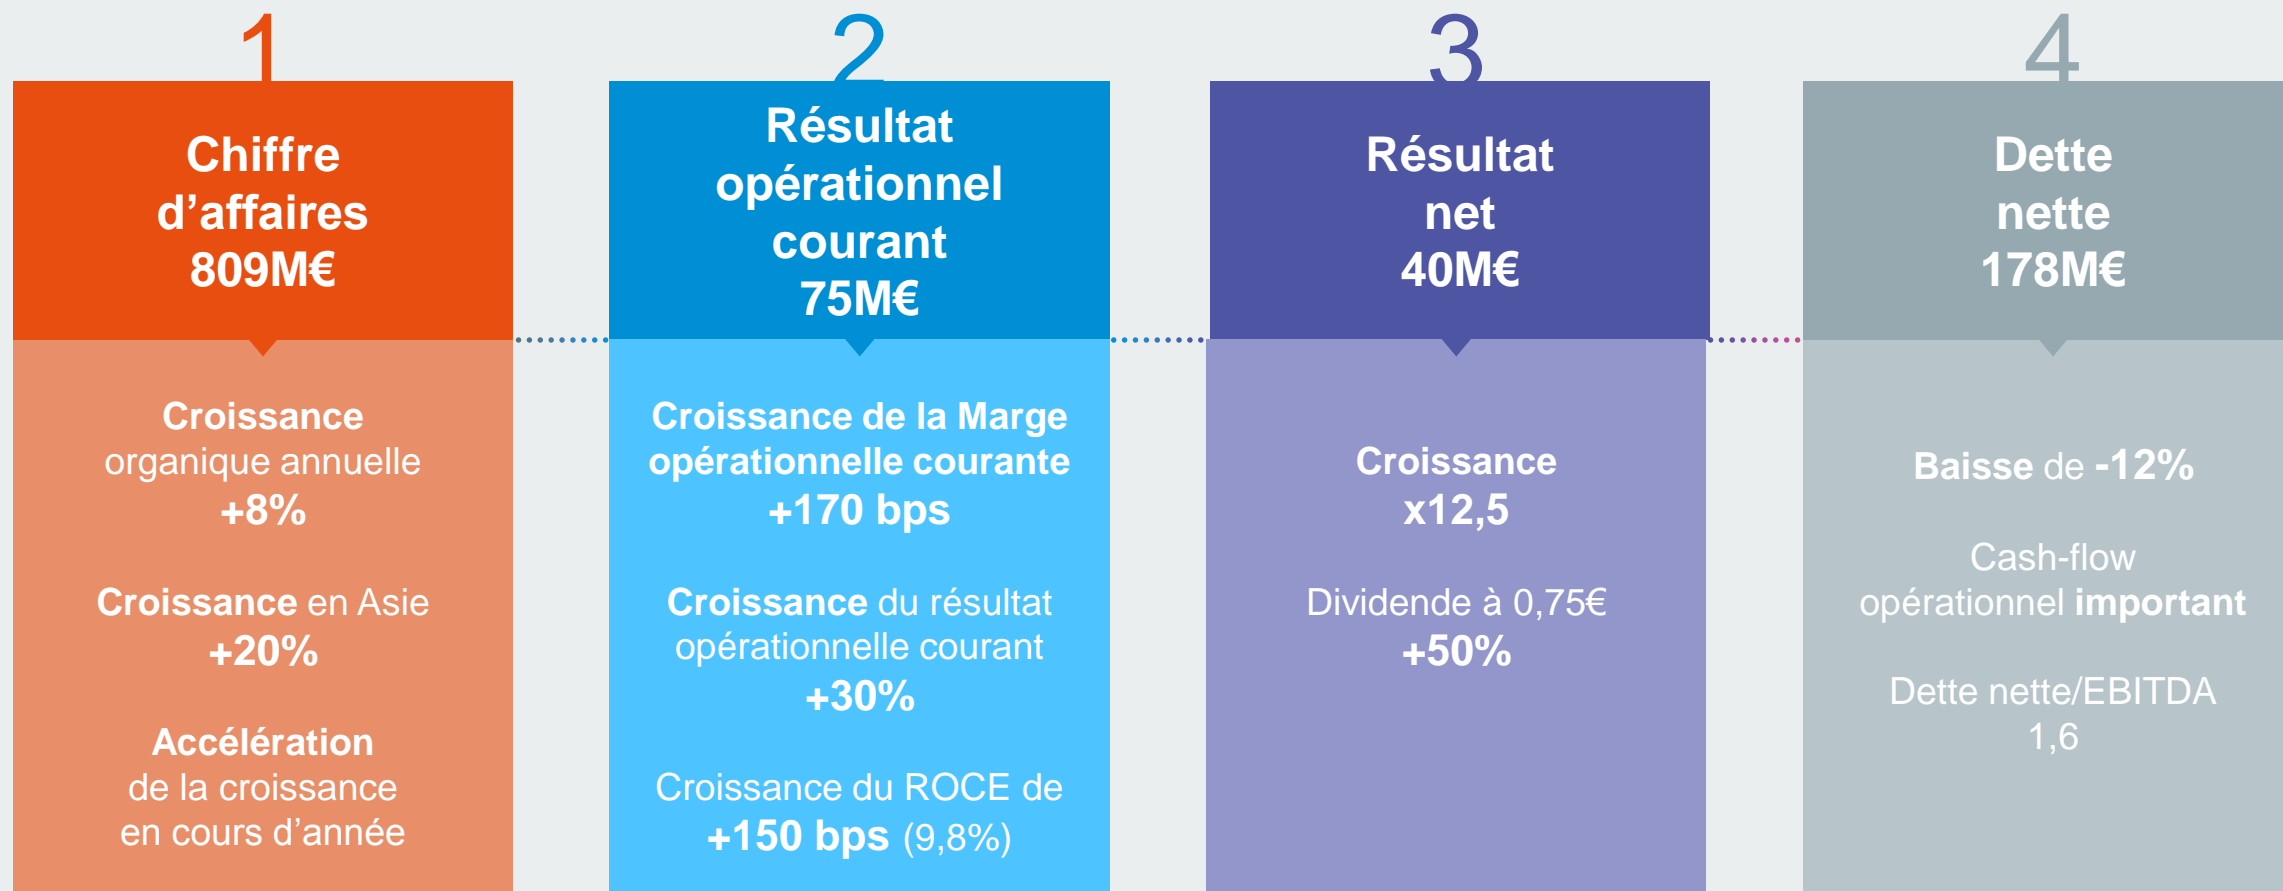 1
Chiffre
d’affaires
809M€
Croissance
organique annuelle
+8%
Croissance en Asie
+20%
Accélération
de la croissance
en cours d’année
2
Résultat
opérationnel
courant
75M€
Croissance de la Marge
opérationnelle courante
+170 bps
Croissance du résultat
opérationnelle courant
+30%
Croissance du ROCE de
+150 bps (9,8%)
3
Résultat
net
40M€
Croissance
x12,5
Dividende à 0,75€
+50%
4
Dette
nette
178M€
Baisse de -12%
Cash-flow
opérationnel important
Dette nette/EBITDA
1,6